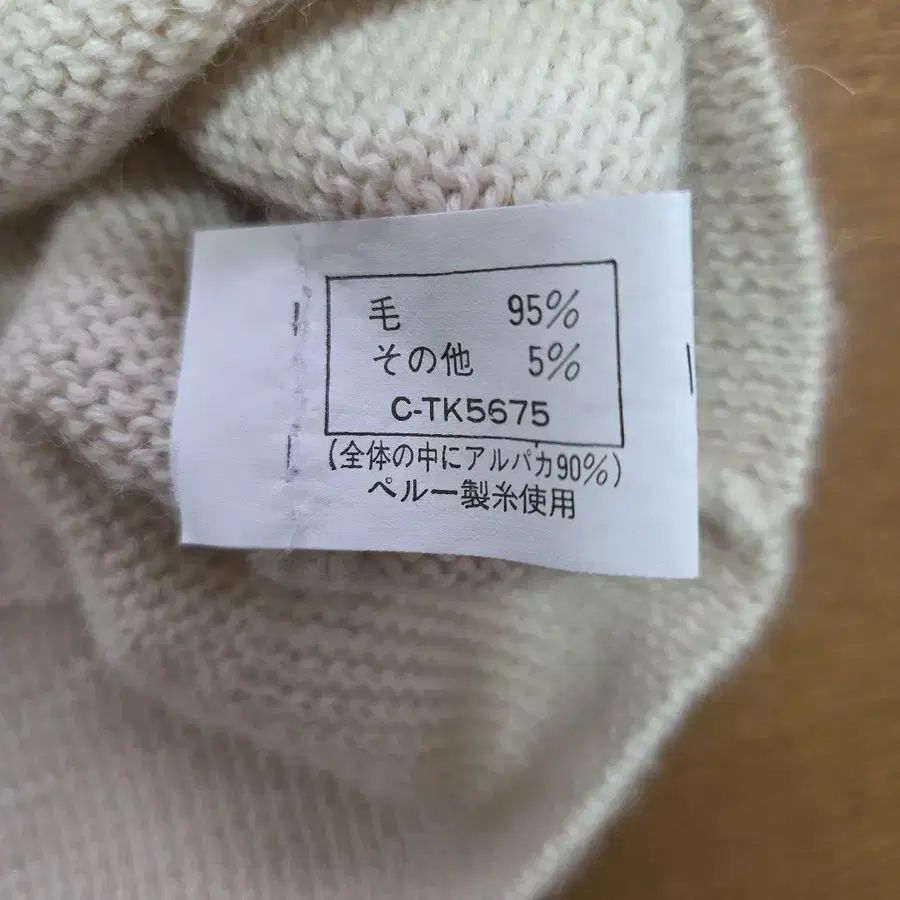 毛 95%
その他 5%
C-TK5675
(全体の中にアルパカ90%)
ペルー製糸使用